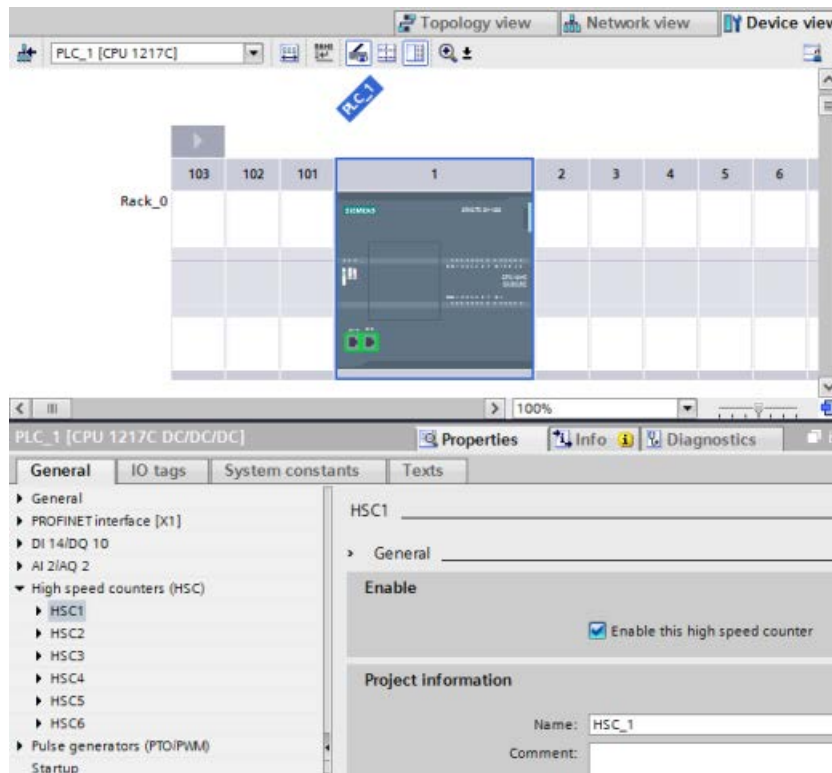 Topology view Network view Device view
PLC_1 [CPU 1217C]
PLC_1
103 102 101 1 2 3 4 5 6
Rack_0
SIEMENS
100%
PLC_1 [CPU 1217C DC/DC/DC] Properties Info Diagnostics
General IO tags System constants Texts
General
PROFINET interface [X1]
DI 14/DQ 10
AI 2/AQ 2
High speed counters (HSC)
HSC1
HSC2
HSC3
HSC4
HSC5
HSC6
Pulse generators (PTO/PWM)
Startup
HSC1
General
Enable
Enable this high speed counter
Project information
Name: HSC_1
Comment: